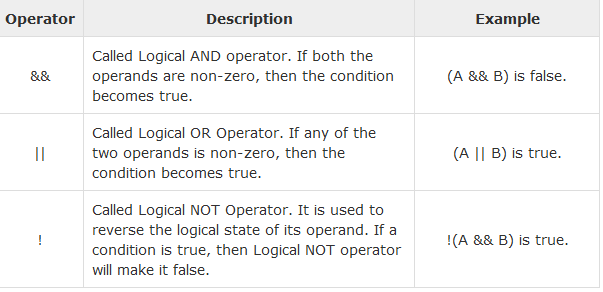 Operator Description Example
Called Logical AND operator. If both the
&& operands are non-zero, then the condition (A && B) is false.
becomes true.
Called Logical OR Operator. If any of the
|| two operands is non-zero, then the (A || B) is true.
condition becomes true.
Called Logical NOT Operator. It is used to
reverse the logical state of its operand. If a
! condition is true, then Logical NOT operator !(A && B) is true.
will make it false.